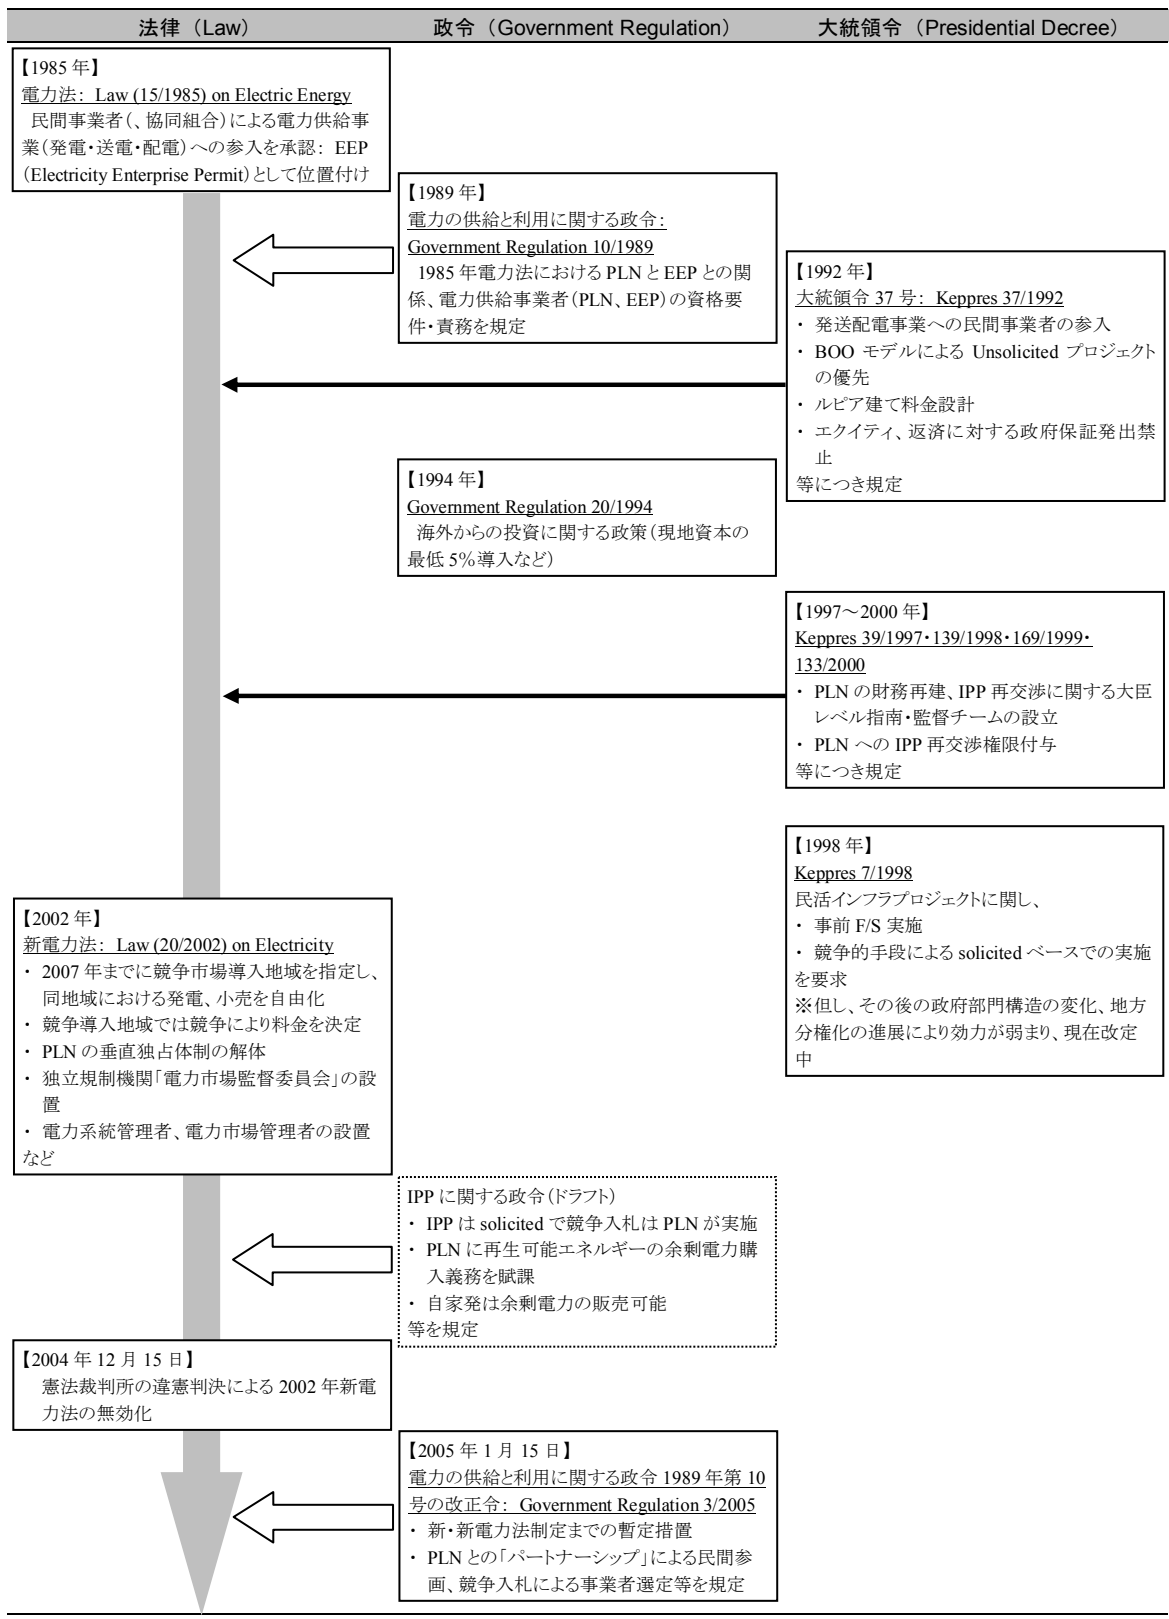 法律（Law）
政令（Government Regulation）
大統領令（Presidential Decree）
【1985 年】
電力法： Law (15/1985) on Electric Energy
民間事業者（、協同組合）による電力供給事
業（発電・送電・配電）への参入を承認： EEP
（Electricity Enterprise Permit）として位置付け
【1989 年】
電力の供給と利用に関する政令：
Government Regulation 10/1989
1985 年電力法における PLN と EEP との関
係、電力供給事業者（PLN、EEP）の資格要
件・責務を規定
【1992 年】
大統領令 37 号： Keppres 37/1992
・ 発送配電事業への民間事業者の参入
・ BOO モデルによる Unsolicited プロジェクト
の優先
・ ルピア建て料金設計
・ エクイティ、返済に対する政府保証発出禁
止
等につき規定
【1994 年】
Government Regulation 20/1994
海外からの投資に関する政策（現地資本の
最低 5％導入など）
【1997～2000 年】
Keppres 39/1997・139/1998・169/1999・
133/2000
・ PLN の財務再建、IPP 再交渉に関する大臣
レベル指南・監督チームの設立
・ PLN への IPP 再交渉権限付与
等につき規定
【1998 年】
Keppres 7/1998
民活インフラプロジェクトに関し、
・ 事前 F/S 実施
・ 競争的手段による solicited ベースでの実施
を要求
※但し、その後の政府部門構造の変化、地方
分権化の進展により効力が弱まり、現在改定
中
【2002 年】
新電力法： Law (20/2002) on Electricity
・ 2007 年までに競争市場導入地域を指定し、
同地域における発電、小売を自由化
・ 競争導入地域では競争により料金を決定
・ PLN の垂直独占体制の解体
・ 独立規制機関「電力市場監督委員会」の設
置
・ 電力系統管理者、電力市場管理者の設置
など
IPP に関する政令（ドラフト）
・ IPP は solicited で競争入札は PLN が実施
・ PLN に再生可能エネルギーの余剰電力購
入義務を賦課
・ 自家発は余剰電力の販売可能
等を規定
【2004 年 12 月 15 日】
憲法裁判所の違憲判決による 2002 年新電
力法の無効化
【2005 年 1 月 15 日】
電力の供給と利用に関する政令 1989 年第 10
号の改正令： Government Regulation 3/2005
・ 新・新電力法制定までの暫定措置
・ PLN との「パートナーシップ」による民間参
画、競争入札による事業者選定等を規定